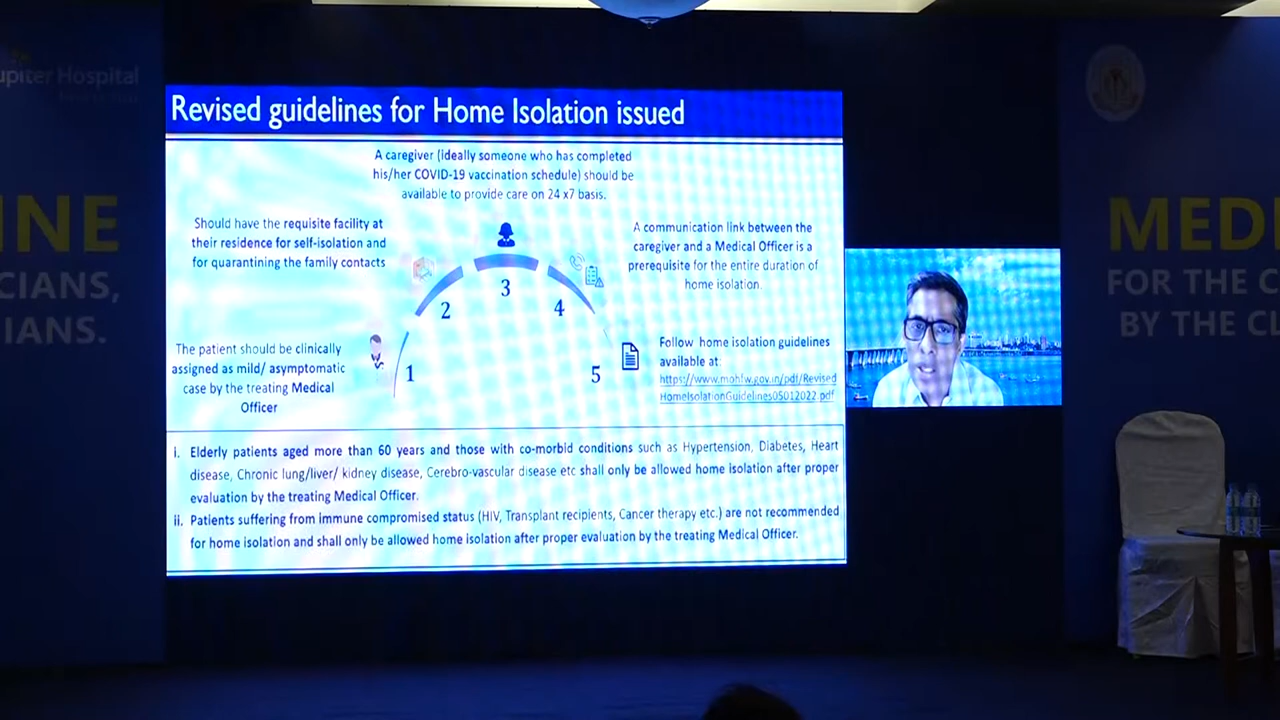 upiter Hospital
INE
CIANS,
IANS.
Revised guidelines for Home Isolation issued
A caregiver (ideally someone who has completed
his/her COVID-19 vaccination schedule) should be
available to provide care on 24 x7 basis.
Should have the requisite facility at
their residence for self-isolation and
for quarantining the family contacts
A communication link between the
caregiver and a Medical Officer is a
prerequisite for the entire duration of
home isolation.
The patient should be clinically
assigned as mild/ asymptomatic
case by the treating Medical
Officer
1
2
3
4
5
Follow home isolation guidelines
available at:
https://www.mohfw.gov.in/pdf/Revised
HomeIsolationGuidelines05012022.pdf
i. Elderly patients aged more than 60 years and those with co-morbid conditions such as Hypertension, Diabetes, Heart
disease, Chronic lung/liver/ kidney disease, Cerebro-vascular disease etc shall only be allowed home isolation after proper
evaluation by the treating Medical Officer.
ii. Patients suffering from immune compromised status (HIV, Transplant recipients, Cancer therapy etc.) are not recommended
for home isolation and shall only be allowed home isolation after proper evaluation by the treating Medical Officer.
MEDI
FOR THE C
BY THE CL